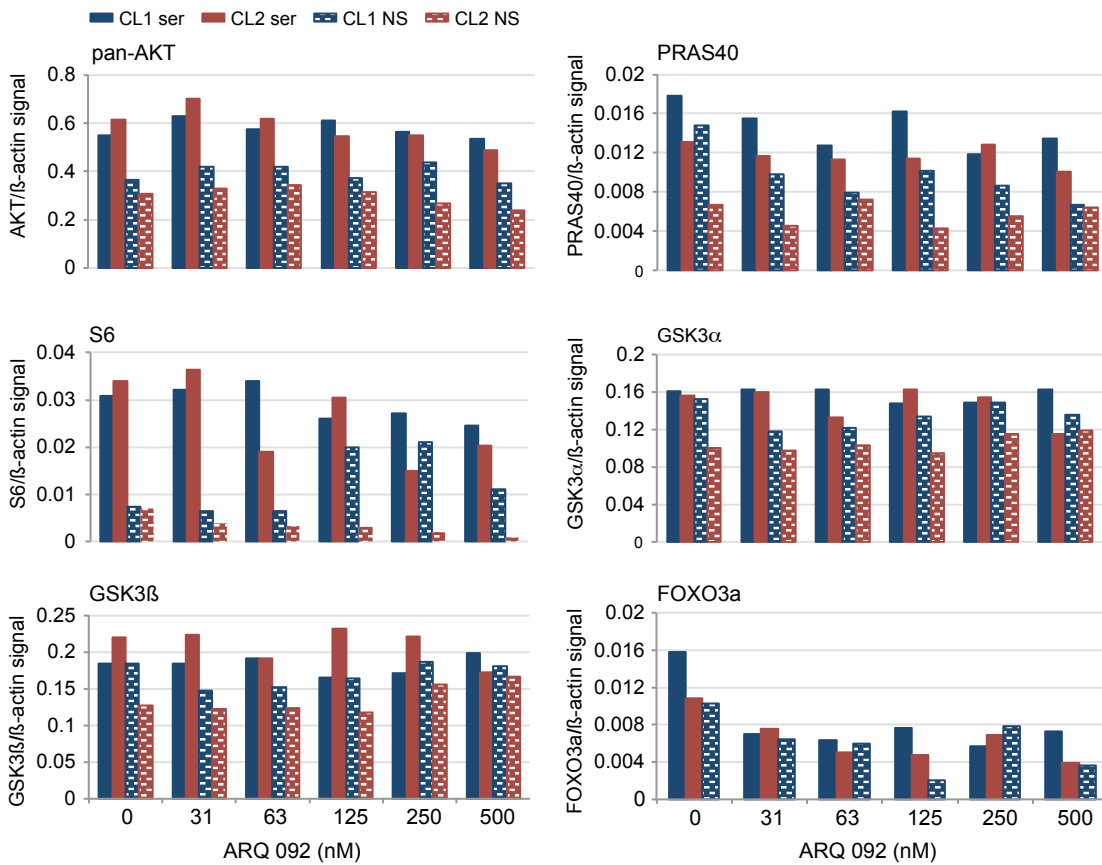 CL1 ser CL2 ser CL1 NS CL2 NS
pan-AKT
AKT/ß-actin signal
0.8
0.6
0.4
0.2
0
PRAS40
PRAS40/ß-actin signal
0.02
0.016
0.012
0.008
0.004
0
S6
S6/ß-actin signal
0.04
0.03
0.02
0.01
0
GSK3α
GSK3α/ß-actin signal
0.2
0.16
0.12
0.08
0.04
0
GSK3ß
GSK3ß/ß-actin signal
0.25
0.2
0.15
0.1
0.05
0
0 31 63 125 250 500
ARQ 092 (nM)
FOXO3a
FOXO3a/ß-actin signal
0.02
0.016
0.012
0.008
0.004
0
0 31 63 125 250 500
ARQ 092 (nM)